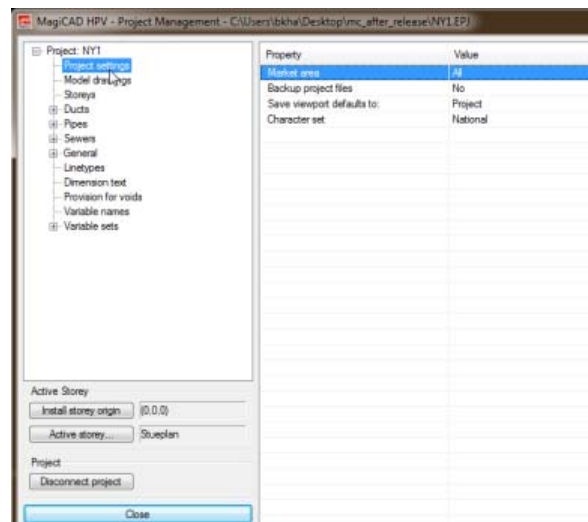 MagiCAD HPV - Project Management - C:\Users\bkha\Desktop\mc_after_release\NY1.EPJ
Project: NY1
Project settings
Model drawings
Storeys
Ducts
Pipes
Sewers
General
Linetypes
Dimension text
Provision for voids
Variable names
Variable sets
Property Value
Market area All
Backup project files No
Save viewport defaults to: Project
Character set National
Active Storey
Install storey origin (0,0,0)
Active storey... Stueplan
Project
Disconnect project
Close